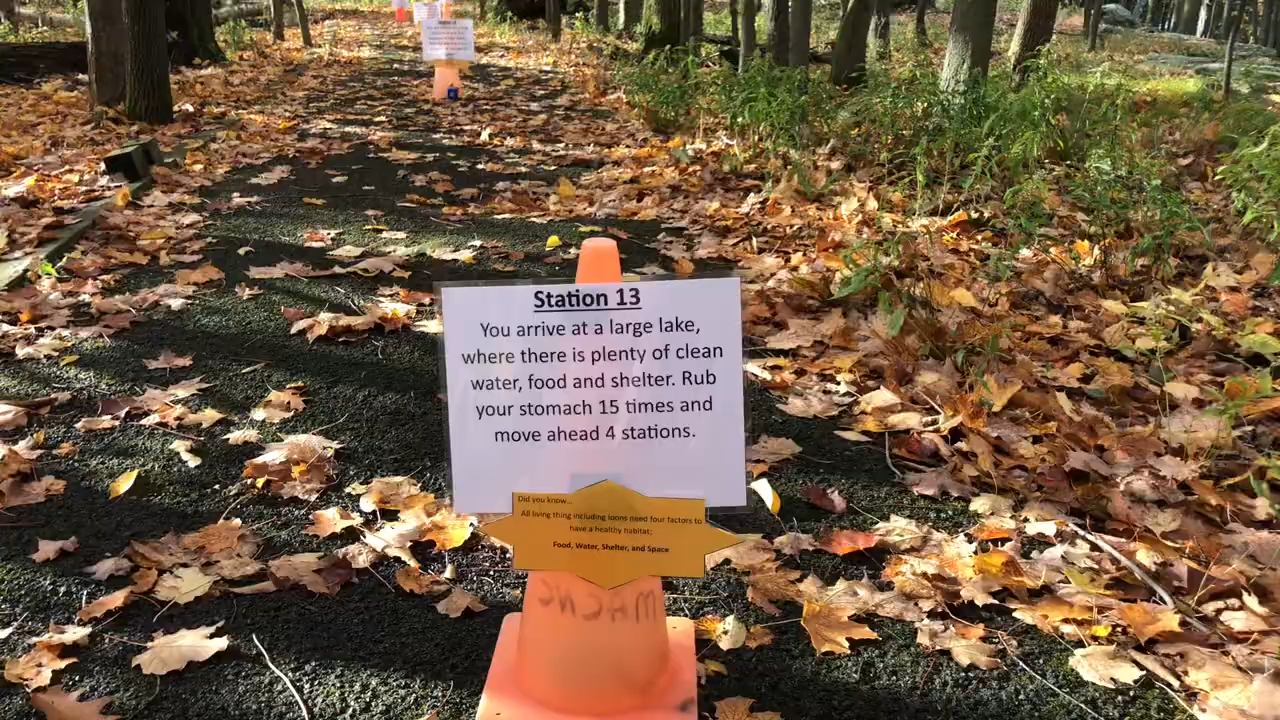 Station 13
You arrive at a large lake,
where there is plenty of clean
water, food and shelter. Rub
your stomach 15 times and
move ahead 4 stations.
Did you know...
All living thing including loons need four factors to
have a healthy habitat;
Food, Water, Shelter, and Space
WHCNC